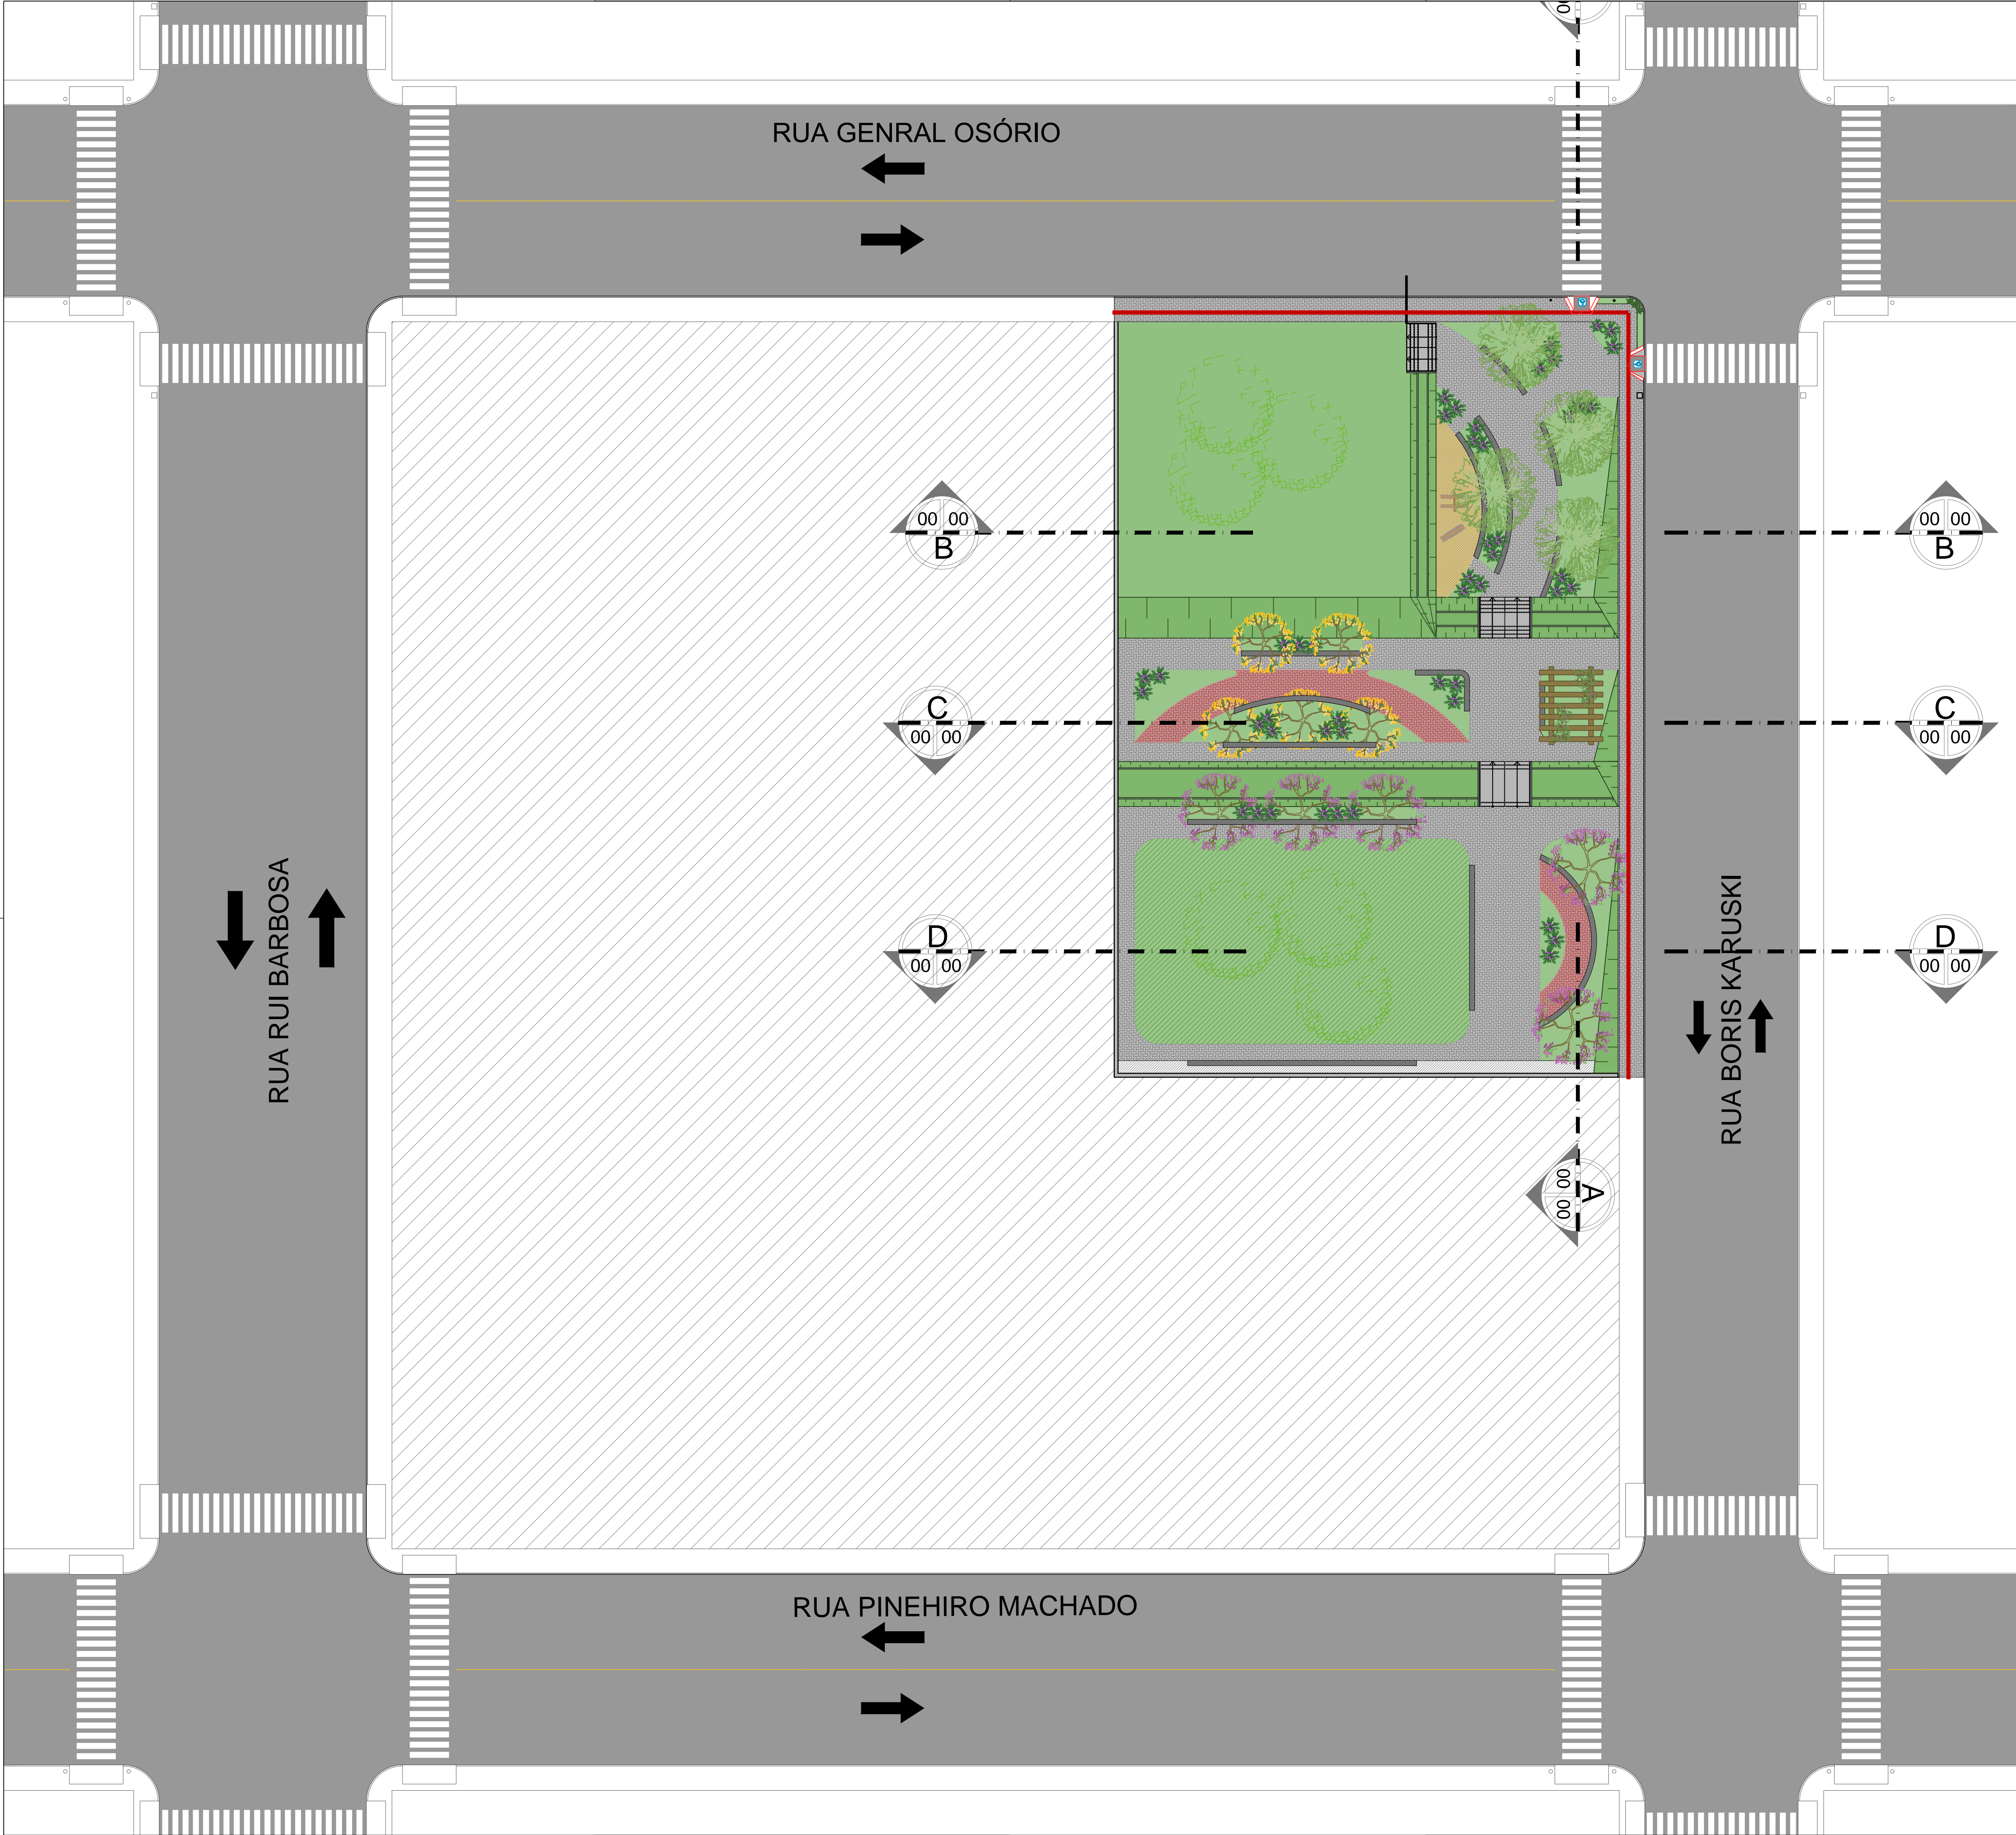 00
RUA GENRAL OSÓRIO
00 00
B
00 00
B
C
00 00
C
00 00
RUA RUI BARBOSA
RUA BORIS KARUSKI
D
00 00
D
00 00
A
00 00
RUA PINEHIRO MACHADO